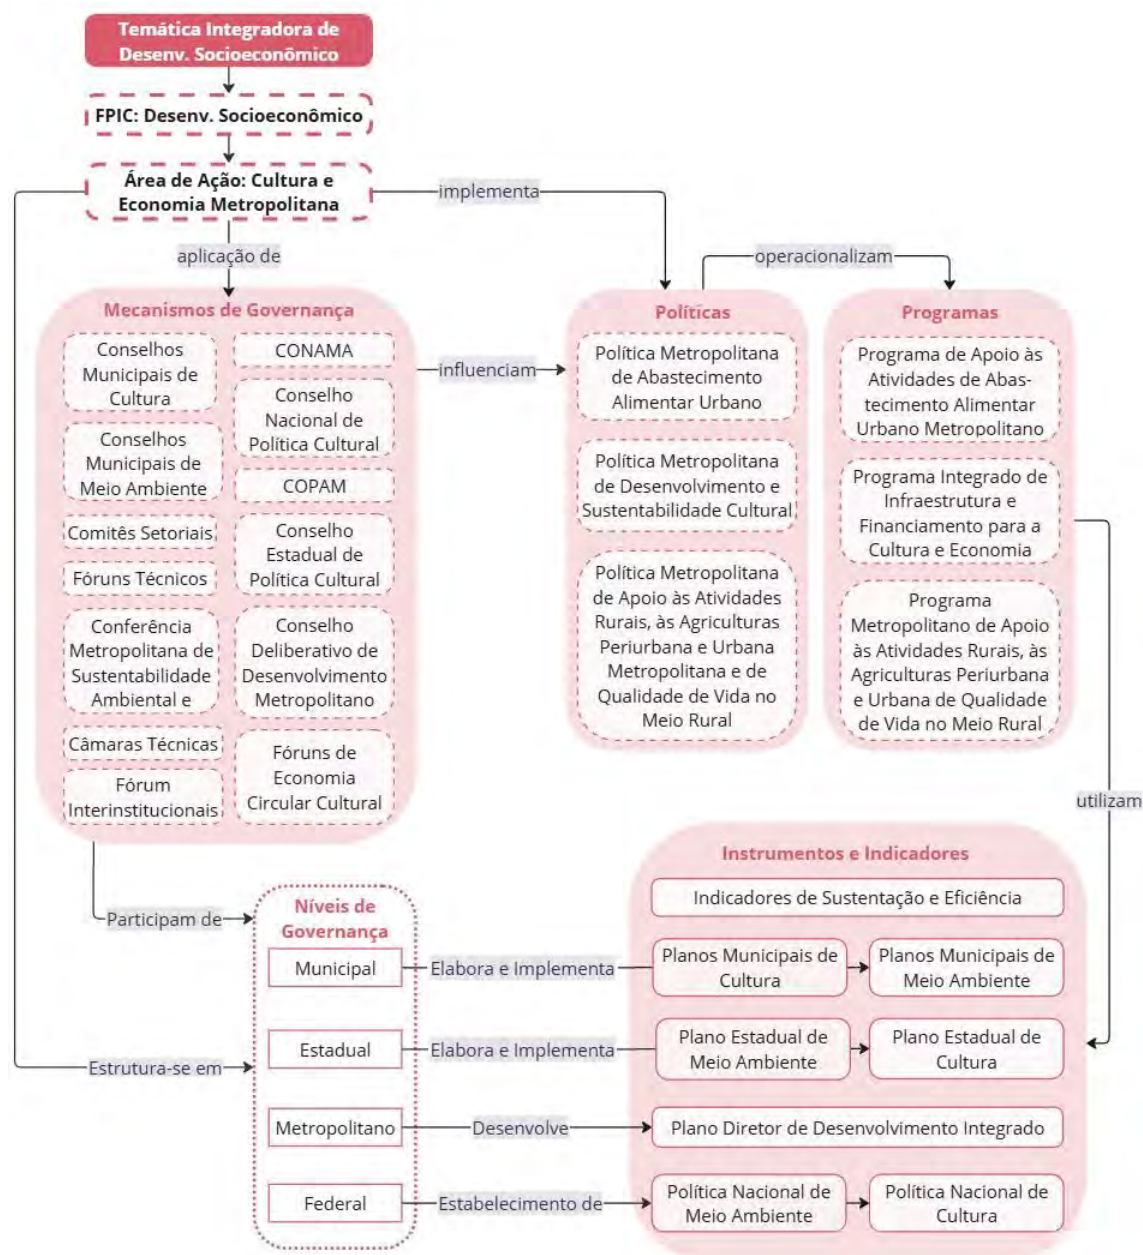 Temática Integradora de
Desenv. Socioeconômico
FPIC: Desenv. Socioeconômico
Área de Ação: Cultura e
Economia Metropolitana
implementa
aplicação de
operacionalizam
Mecanismos de Governança
Conselhos
Municipais de
Cultura
Conselhos
Municipais de
Meio Ambiente
Comitês Setoriais
Fóruns Técnicos
Conferência
Metropolitana de
Sustentabilidade
Ambiental e
Câmaras Técnicas
Fórum
Interinstitucionais
CONAMA
Conselho
Nacional de
Política Cultural
COPAM
Conselho
Estadual de
Política Cultural
Conselho
Deliberativo de
Desenvolvimento
Metropolitano
Fóruns de
Economia
Circular Cultural
influenciam
Políticas
Política Metropolitana
de Abastecimento
Alimentar Urbano
Política Metropolitana
de Desenvolvimento e
Sustentabilidade Cultural
Política Metropolitana
de Apoio às Atividades
Rurais, às Agriculturas
Periurbana e Urbana
Metropolitana e de
Qualidade de Vida no
Meio Rural
Programas
Programa de Apoio às
Atividades de Abas-
tecimento Alimentar
Urbano Metropolitano
Programa Integrado de
Infraestrutura e
Financiamento para a
Cultura e Economia
Programa
Metropolitano de Apoio
às Atividades Rurais, às
Agriculturas Periurbana
e Urbana de Qualidade
de Vida no Meio Rural
utilizam
Participam de
Estrutura-se em
Níveis de
Governança
Municipal
Estadual
Metropolitano
Federal
Elabora e Implementa
Elabora e Implementa
Desenvolve
Estabelecimento de
Instrumentos e Indicadores
Indicadores de Sustentação e Eficiência
Planos Municipais de
Cultura
Planos Municipais de
Meio Ambiente
Plano Estadual de
Meio Ambiente
Plano Estadual de
Cultura
Plano Diretor de Desenvolvimento Integrado
Política Nacional de
Meio Ambiente
Política Nacional de
Cultura